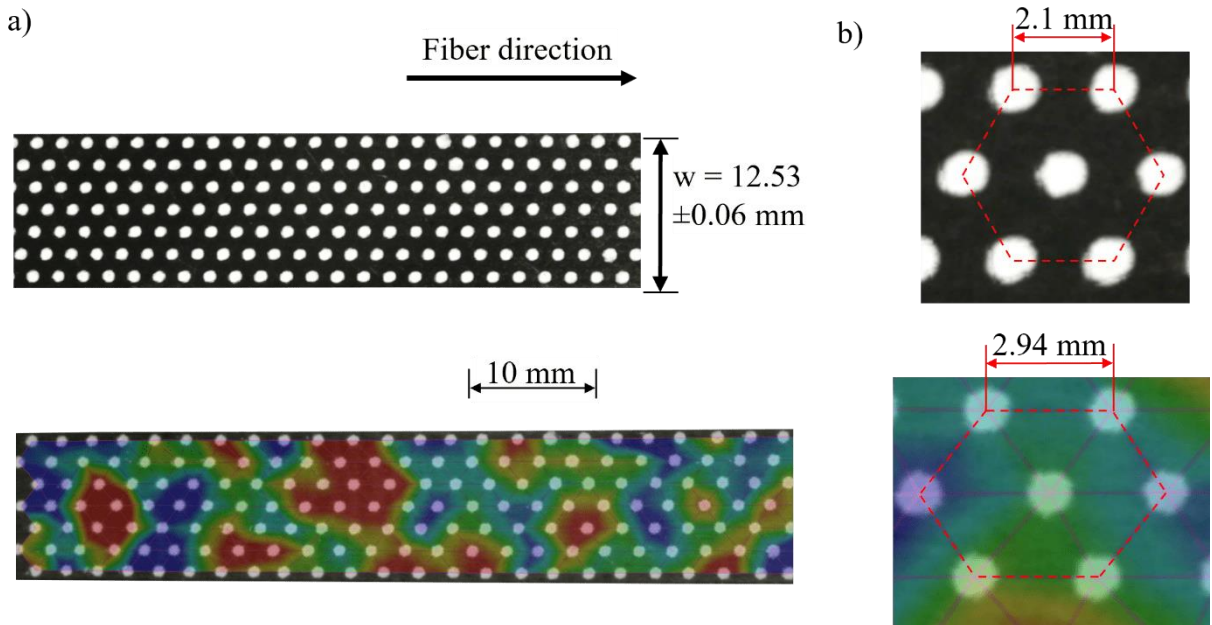 a)
Fiber direction
w = 12.53
±0.06 mm
10 mm
b)
2.1 mm
2.94 mm